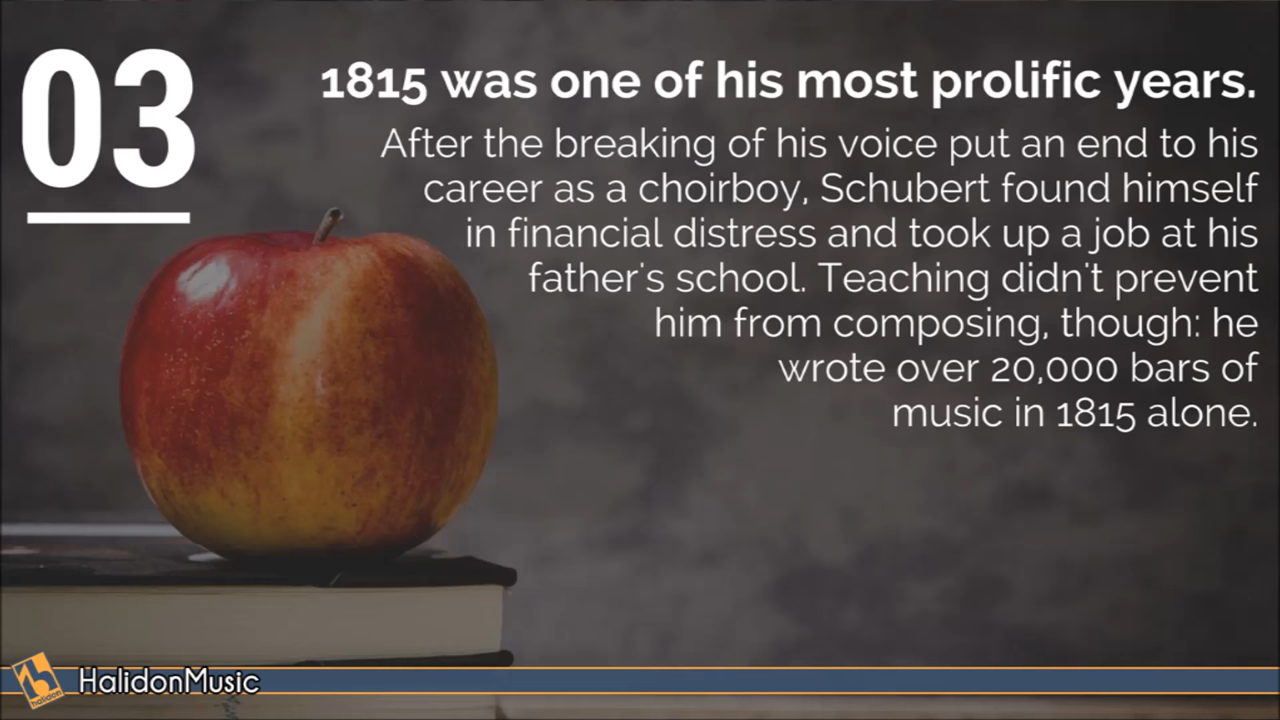 03
1815 was one of his most prolific years.
After the breaking of his voice put an end to his
career as a choirboy, Schubert found himself
in financial distress and took up a job at his
father's school. Teaching didn't prevent
him from composing, though: he
wrote over 20,000 bars of
music in 1815 alone.
halidon
HalidonMusic